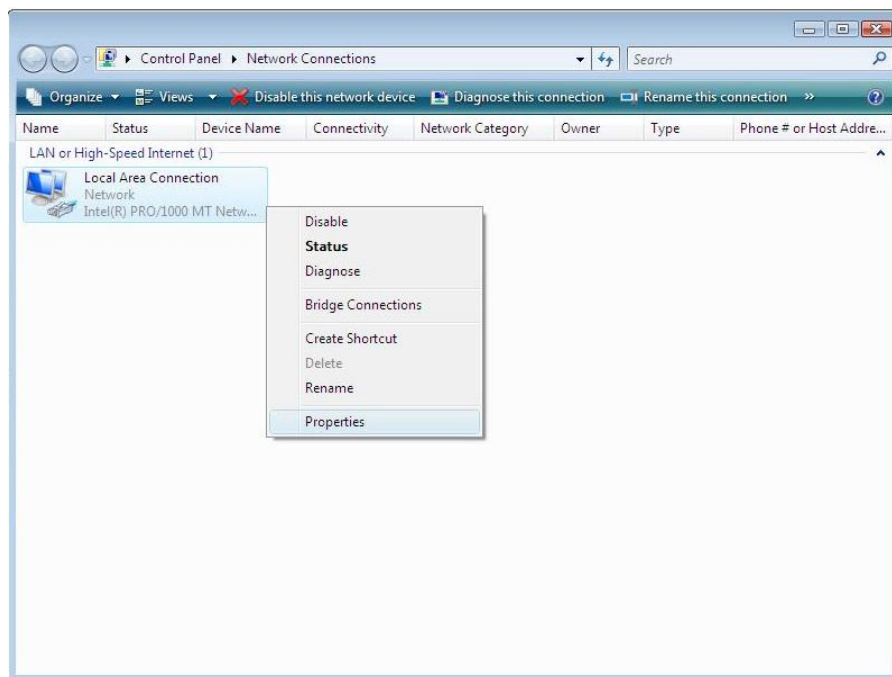 Control Panel Network Connections Search
Organize Views Disable this network device Diagnose this connection Rename this connection »
Name Status Device Name Connectivity Network Category Owner Type Phone # or Host Addre...
LAN or High-Speed Internet (1)
Local Area Connection
Network
Intel(R) PRO/1000 MT Netw...
Disable
Status
Diagnose
Bridge Connections
Create Shortcut
Delete
Rename
Properties